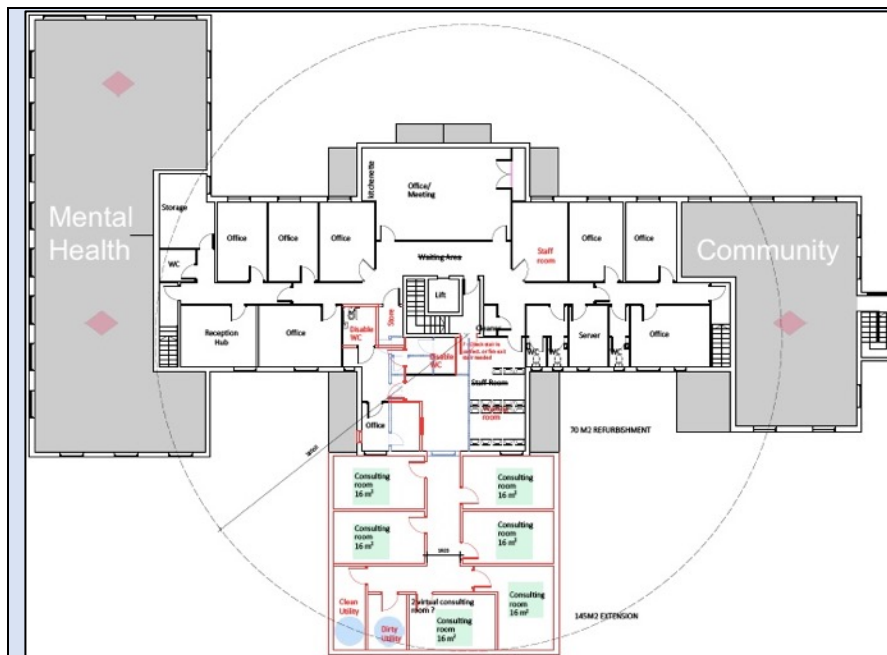 kitchenette
Office/
Meeting
Mental
Health
Storage
Office
Office
Office
Staff
room
Office
Office
Community
WC
Waiting Area
Lift
Reception
Hub
Office
Disable
WC
Store
Cleaner
WC
WC
Server
WC
Office
Disable
WC
Staff Room
room
Office
70 M2 REFURBISHMENT
Consulting
room
16 m²
Consulting
room
16 m²
Consulting
room
16 m²
Consulting
room
16 m²
Clean
Utility
Dirty
Utility
2 virtual consulting
room ?
Consulting
room
16 m²
Consulting
room
16 m²
145M2 EXTENSION